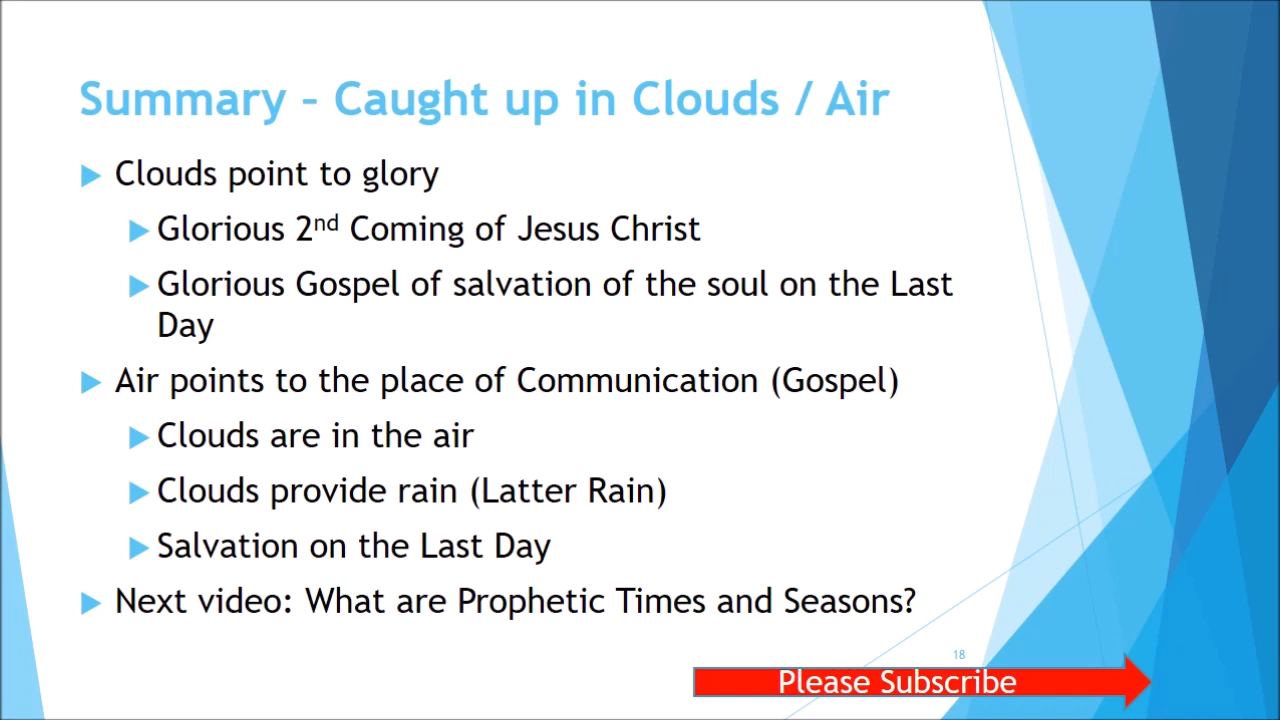 Summary – Caught up in Clouds / Air
Clouds point to glory
Glorious 2nd Coming of Jesus Christ
Glorious Gospel of salvation of the soul on the Last
Day
Air points to the place of Communication (Gospel)
Clouds are in the air
Clouds provide rain (Latter Rain)
Salvation on the Last Day
Next video: What are Prophetic Times and Seasons?
18
Please Subscribe